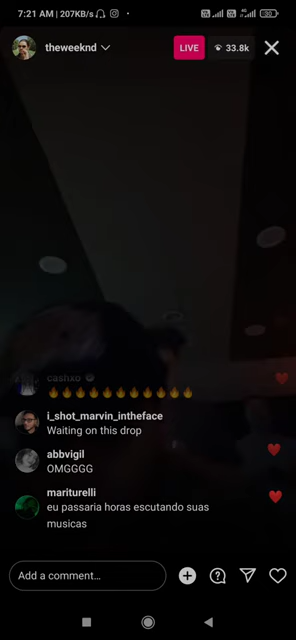 7:21 AM | 207KB/s
theweeknd
LIVE
33.8k
cashxo
🔥🔥🔥🔥🔥🔥🔥🔥🔥🔥🔥
i_shot_marvin_intheface
Waiting on this drop
abbvigil
OMGGGG
mariturelli
eu passaria horas escutando suas
musicas
Add a comment...